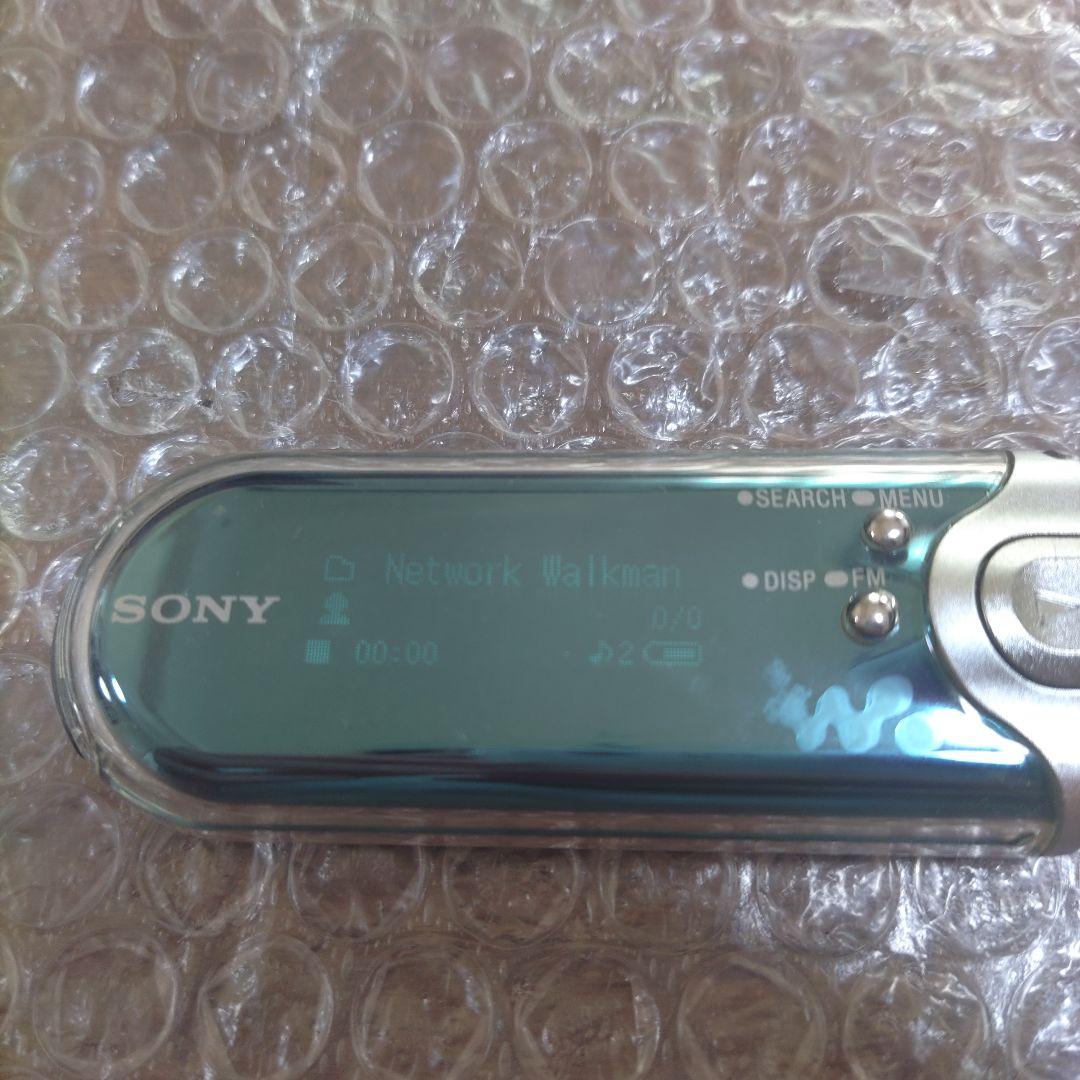 SEARCH MENU
Network Walkman
DISP FM
SONY
0/0
00:00 ♪2